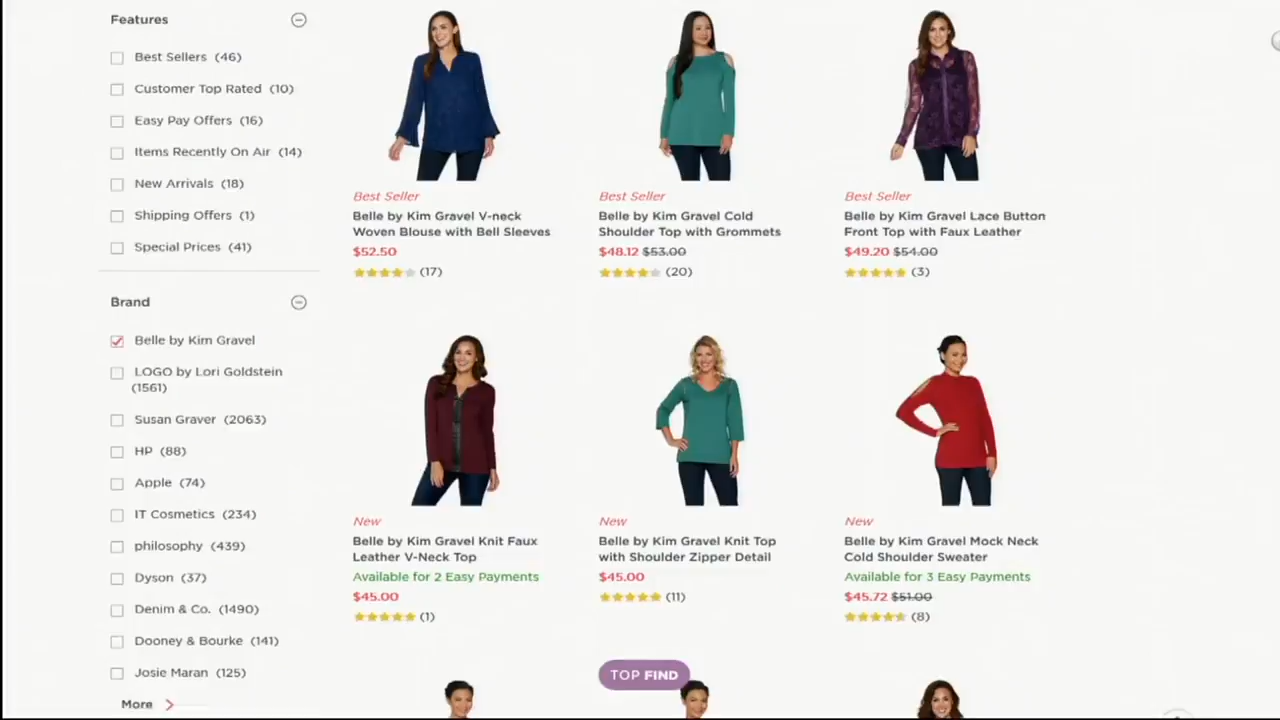 Features
Best Sellers (46)
Customer Top Rated (10)
Easy Pay Offers (16)
Items Recently On Air (14)
New Arrivals (18)
Shipping Offers (1)
Special Prices (41)
Brand
Belle by Kim Gravel
LOGO by Lori Goldstein
(1561)
Susan Graver (2063)
HP (88)
Apple (74)
IT Cosmetics (234)
philosophy (439)
Dyson (37)
Denim & Co. (1490)
Dooney & Bourke (141)
Josie Maran (125)
More
Best Seller
Belle by Kim Gravel V-neck
Woven Blouse with Bell Sleeves
$52.50
(17)
Best Seller
Belle by Kim Gravel Cold
Shoulder Top with Grommets
$48.12 $53.00
(20)
Best Seller
Belle by Kim Gravel Lace Button
Front Top with Faux Leather
$49.20 $54.00
(3)
New
Belle by Kim Gravel Knit Faux
Leather V-Neck Top
Available for 2 Easy Payments
$45.00
(1)
New
Belle by Kim Gravel Knit Top
with Shoulder Zipper Detail
$45.00
(11)
New
Belle by Kim Gravel Mock Neck
Cold Shoulder Sweater
Available for 3 Easy Payments
$45.72 $51.00
(8)
TOP FIND